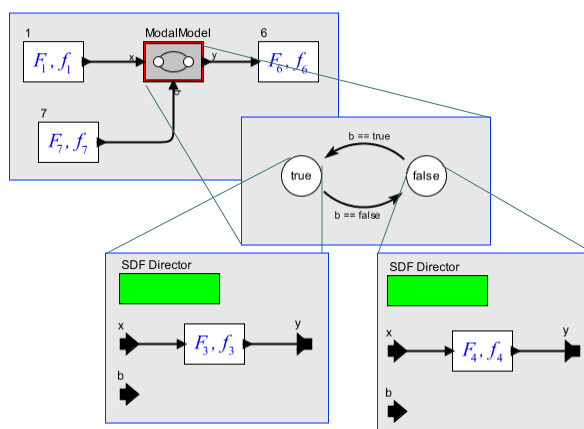 1
ModalModel
6
F₁, f₁
x
y
F₆, f₆
b
7
F₇, f₇
b == true
true
false
b == false
SDF Director
SDF Director
x
y
F₃, f₃
b
x
y
F₄, f₄
b